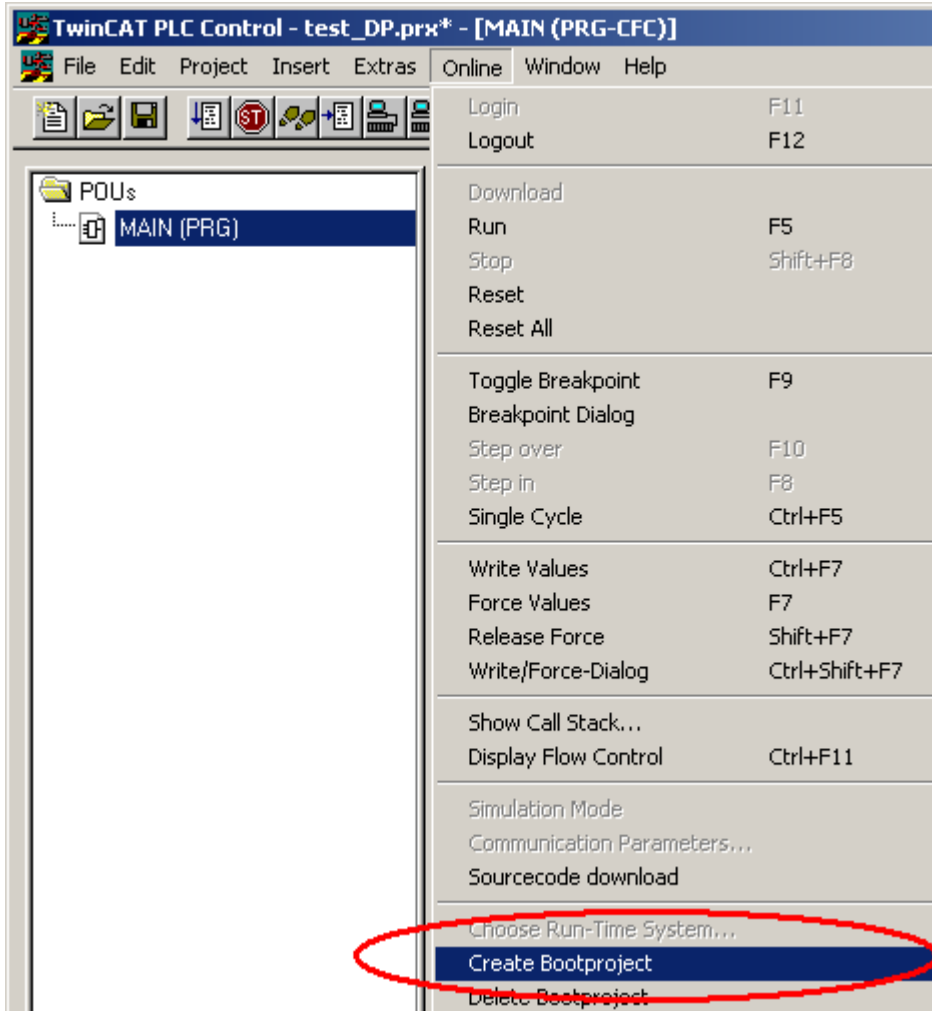 TwinCAT PLC Control - test_DP.prx* - [MAIN (PRG-CFC)]
File Edit Project Insert Extras Online Window Help
ST
POUs
MAIN (PRG)
Login F11
Logout F12
Download
Run F5
Stop Shift+F8
Reset
Reset All
Toggle Breakpoint F9
Breakpoint Dialog
Step over F10
Step in F8
Single Cycle Ctrl+F5
Write Values Ctrl+F7
Force Values F7
Release Force Shift+F7
Write/Force-Dialog Ctrl+Shift+F7
Show Call Stack...
Display Flow Control Ctrl+F11
Simulation Mode
Communication Parameters...
Sourcecode download
Choose Run-Time System...
Create Bootproject
Delete Bootproject